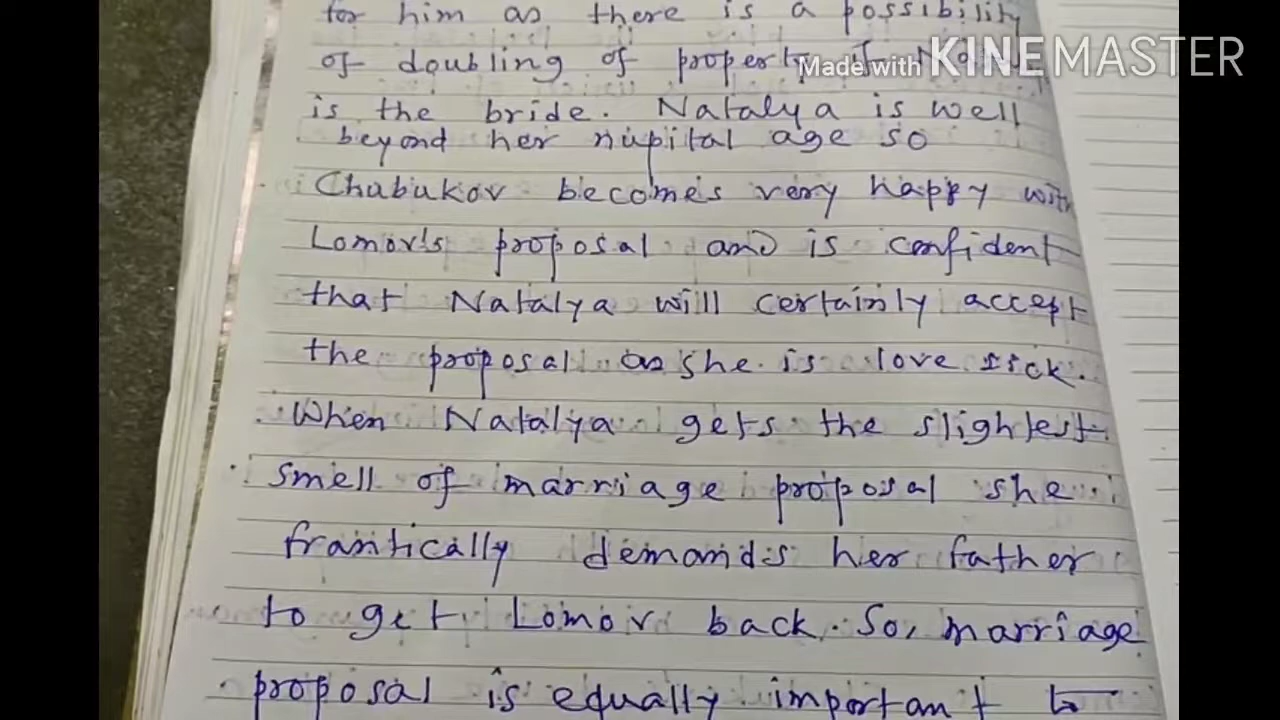 for him as there is a possibility
of doubling of property if
Made with KINEMASTER
is the bride. Natalya is well
beyond her nupital age so
Chubukov becomes very happy with
Lomov's proposal and is confident
that Natalya will certainly accept
the proposal as she is love sick.
When Natalya gets the slightest
smell of marriage proposal she
frantically demands her father
to get Lomov back. So, marriage
proposal is equally important to